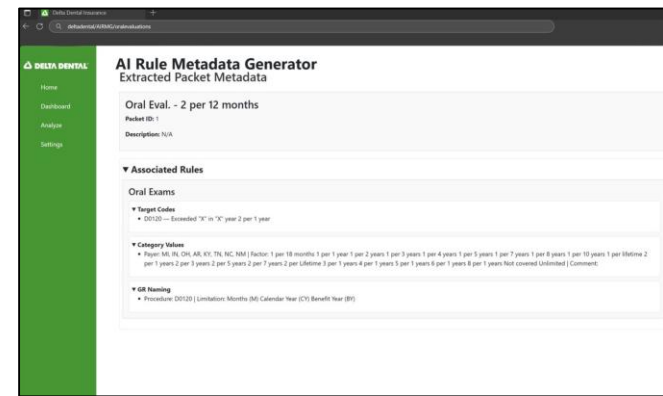 Delta Dental Insurance
deltadental/AIRMG/oralevaluations
DELTA DENTAL
Home
Dashboard
Analyze
Settings
AI Rule Metadata Generator
Extracted Packet Metadata
Oral Eval. - 2 per 12 months
Packet ID: 1
Description: N/A
▼ Associated Rules
Oral Exams
▼ Target Codes
• D0120 — Exceeded "X" in "X" year 2 per 1 year
▼ Category Values
• Payer: MI, IN, OH, AR, KY, TN, NC, NM | Factor: 1 per 18 months 1 per 1 year 1 per 2 years 1 per 3 years 1 per 4 years 1 per 5 years 1 per 7 years 1 per 8 years 1 per 10 years 1 per lifetime 2
per 1 years 2 per 3 years 2 per 5 years 2 per 7 years 2 per Lifetime 3 per 1 years 4 per 1 years 5 per 1 years 6 per 1 years 8 per 1 years Not covered Unlimited | Comment:
▼ GR Naming
• Procedure: D0120 | Limitation: Months (M) Calendar Year (CY) Benefit Year (BY)